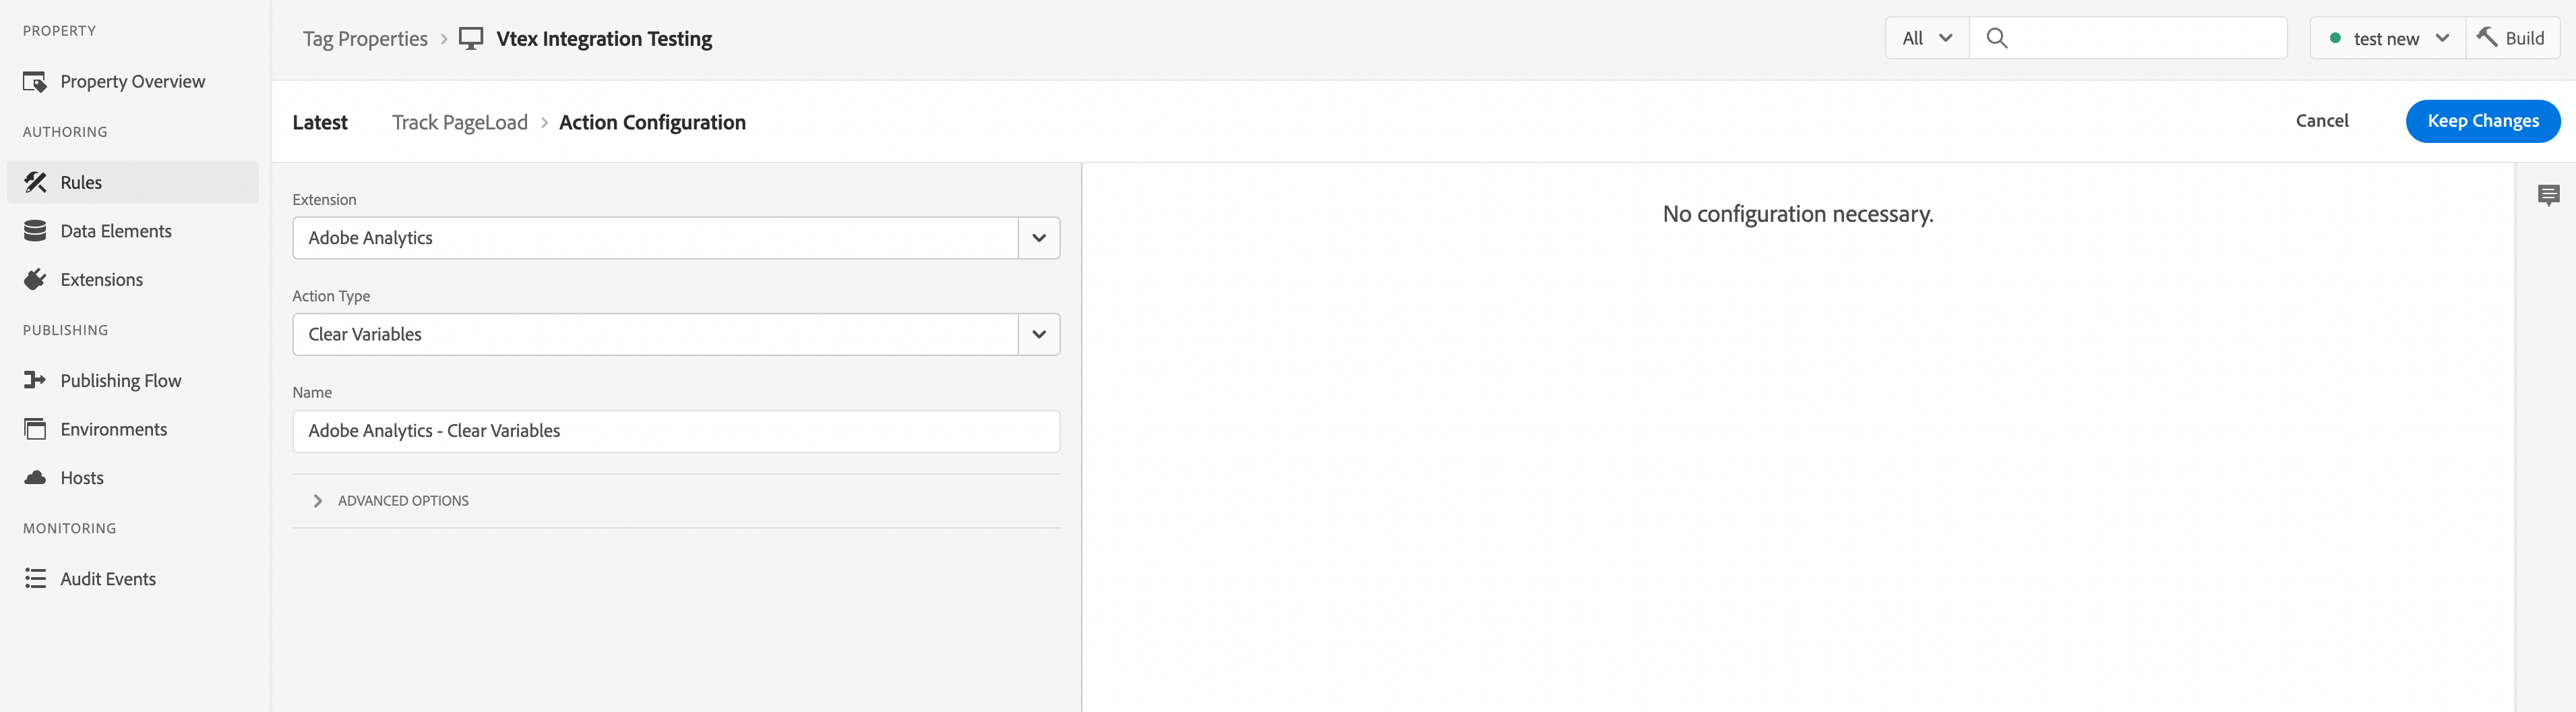 PROPERTY
Property Overview
AUTHORING
Rules
Data Elements
Extensions
PUBLISHING
Publishing Flow
Environments
Hosts
MONITORING
Audit Events
Tag Properties > Vtex Integration Testing
All
test new
Build
Latest
Track PageLoad > Action Configuration
Cancel
Keep Changes
Extension
Adobe Analytics
Action Type
Clear Variables
Name
Adobe Analytics - Clear Variables
ADVANCED OPTIONS
No configuration necessary.